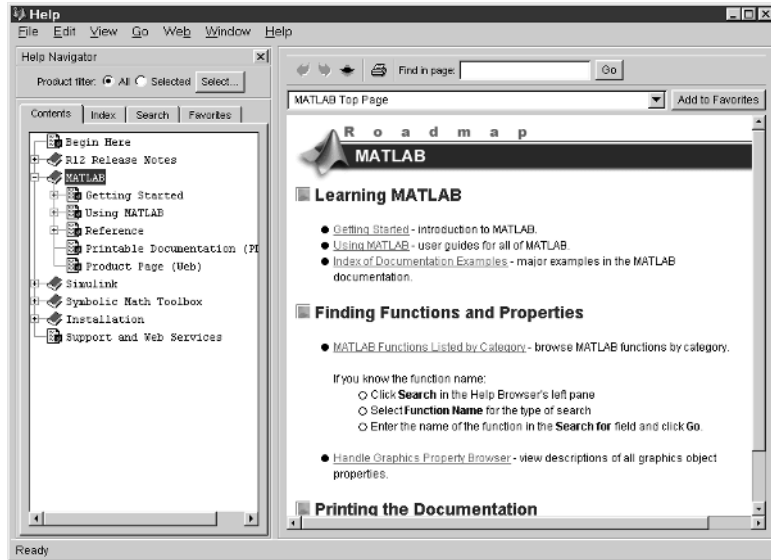 Help
File Edit View Go Web Window Help
Help Navigator
Product filter: All Selected Select...
Contents Index Search Favorites
Begin Here
R12 Release Notes
MATLAB
Getting Started
Using MATLAB
Reference
Printable Documentation (PD
Product Page (Web)
Simulink
Symbolic Math Toolbox
Installation
Support and Web Services
Find in page: Go
MATLAB Top Page Add to Favorites
Roadmap
MATLAB
Learning MATLAB
Getting Started - introduction to MATLAB.
Using MATLAB - user guides for all of MATLAB.
Index of Documentation Examples - major examples in the MATLAB
documentation.
Finding Functions and Properties
MATLAB Functions Listed by Category - browse MATLAB functions by category.
If you know the function name:
Click Search in the Help Browser's left pane
Select Function Name for the type of search
Enter the name of the function in the Search for field and click Go.
Handle Graphics Property Browser - view descriptions of all graphics object
properties.
Printing the Documentation
Ready